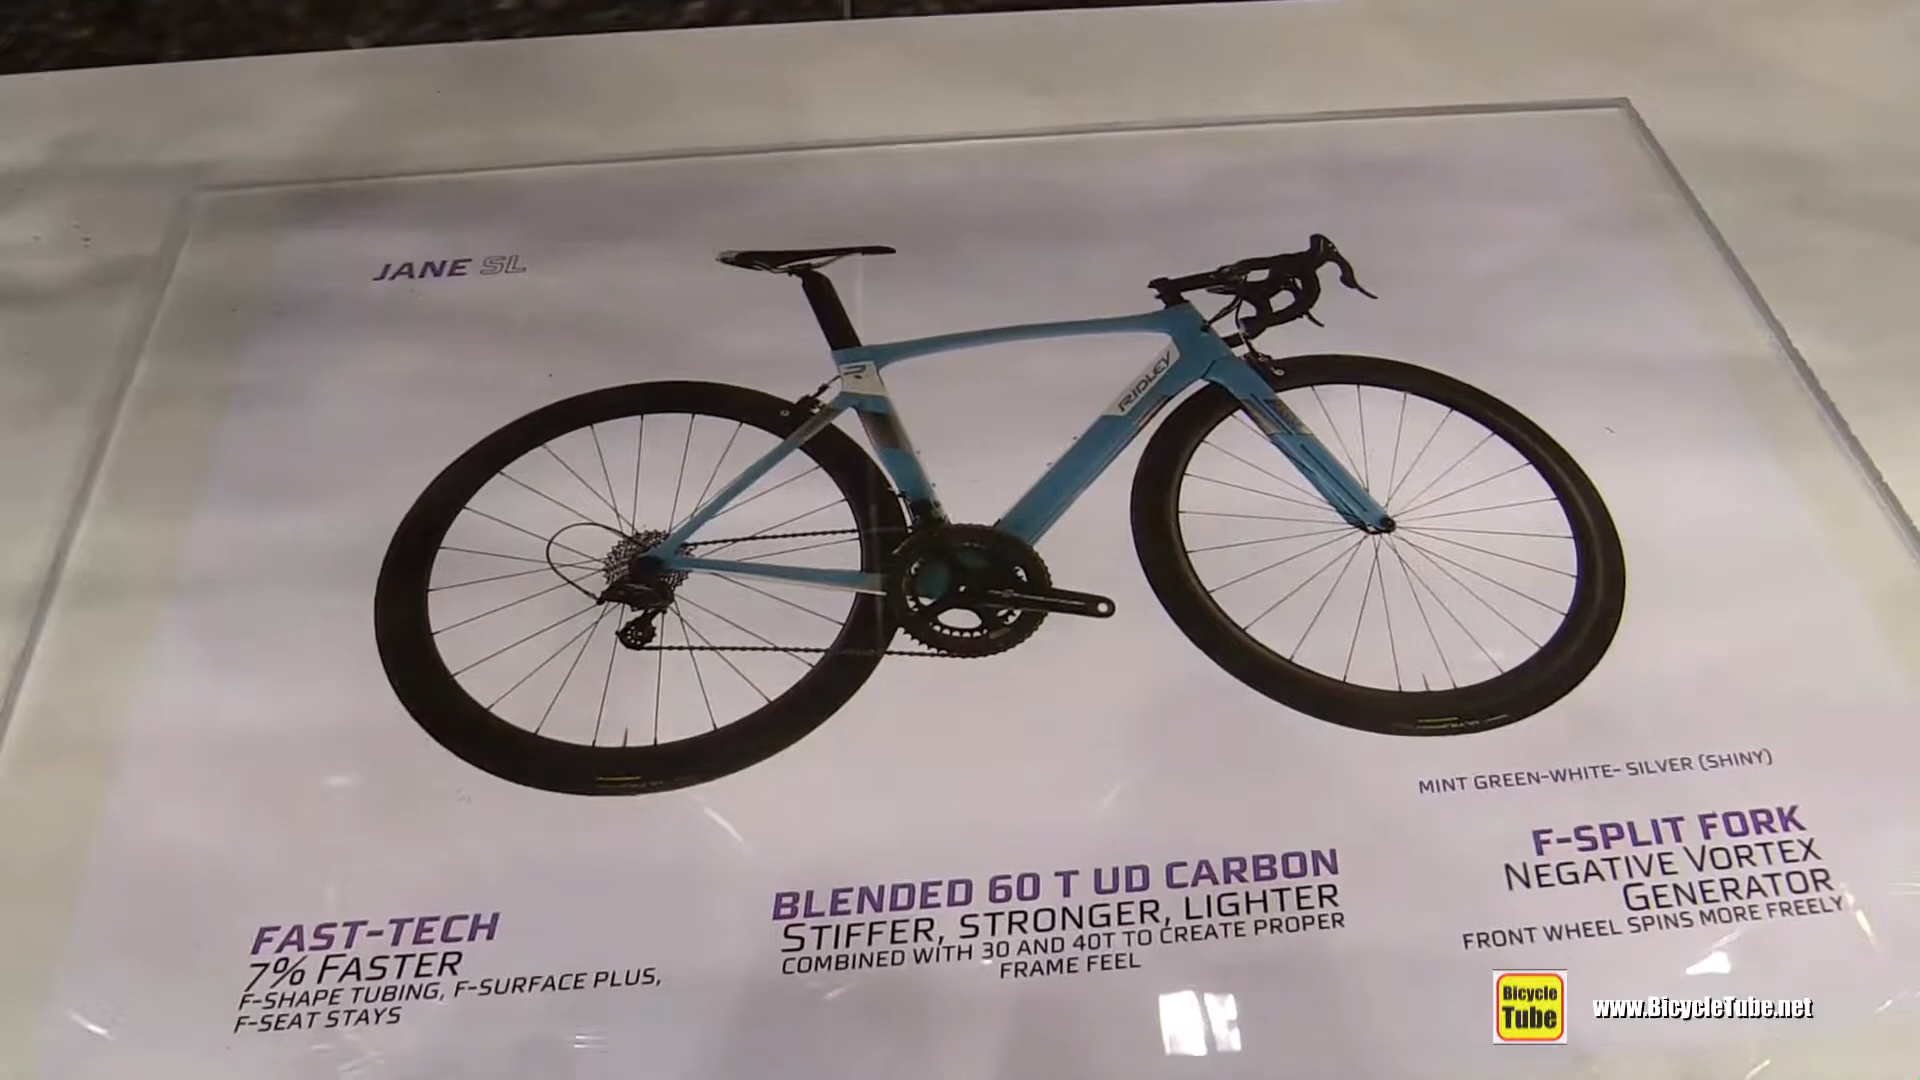 JANE SL
RIDLEY
MINT GREEN-WHITE- SILVER (SHINY)
FAST-TECH
7% FASTER
F-SHAPE TUBING, F-SURFACE PLUS,
F-SEAT STAYS
BLENDED 60 T UD CARBON
STIFFER, STRONGER, LIGHTER
COMBINED WITH 30 AND 40T TO CREATE PROPER
FRAME FEEL
F-SPLIT FORK
NEGATIVE VORTEX
GENERATOR
FRONT WHEEL SPINS MORE FREELY
Bicycle
Tube
www.BicycleTube.net